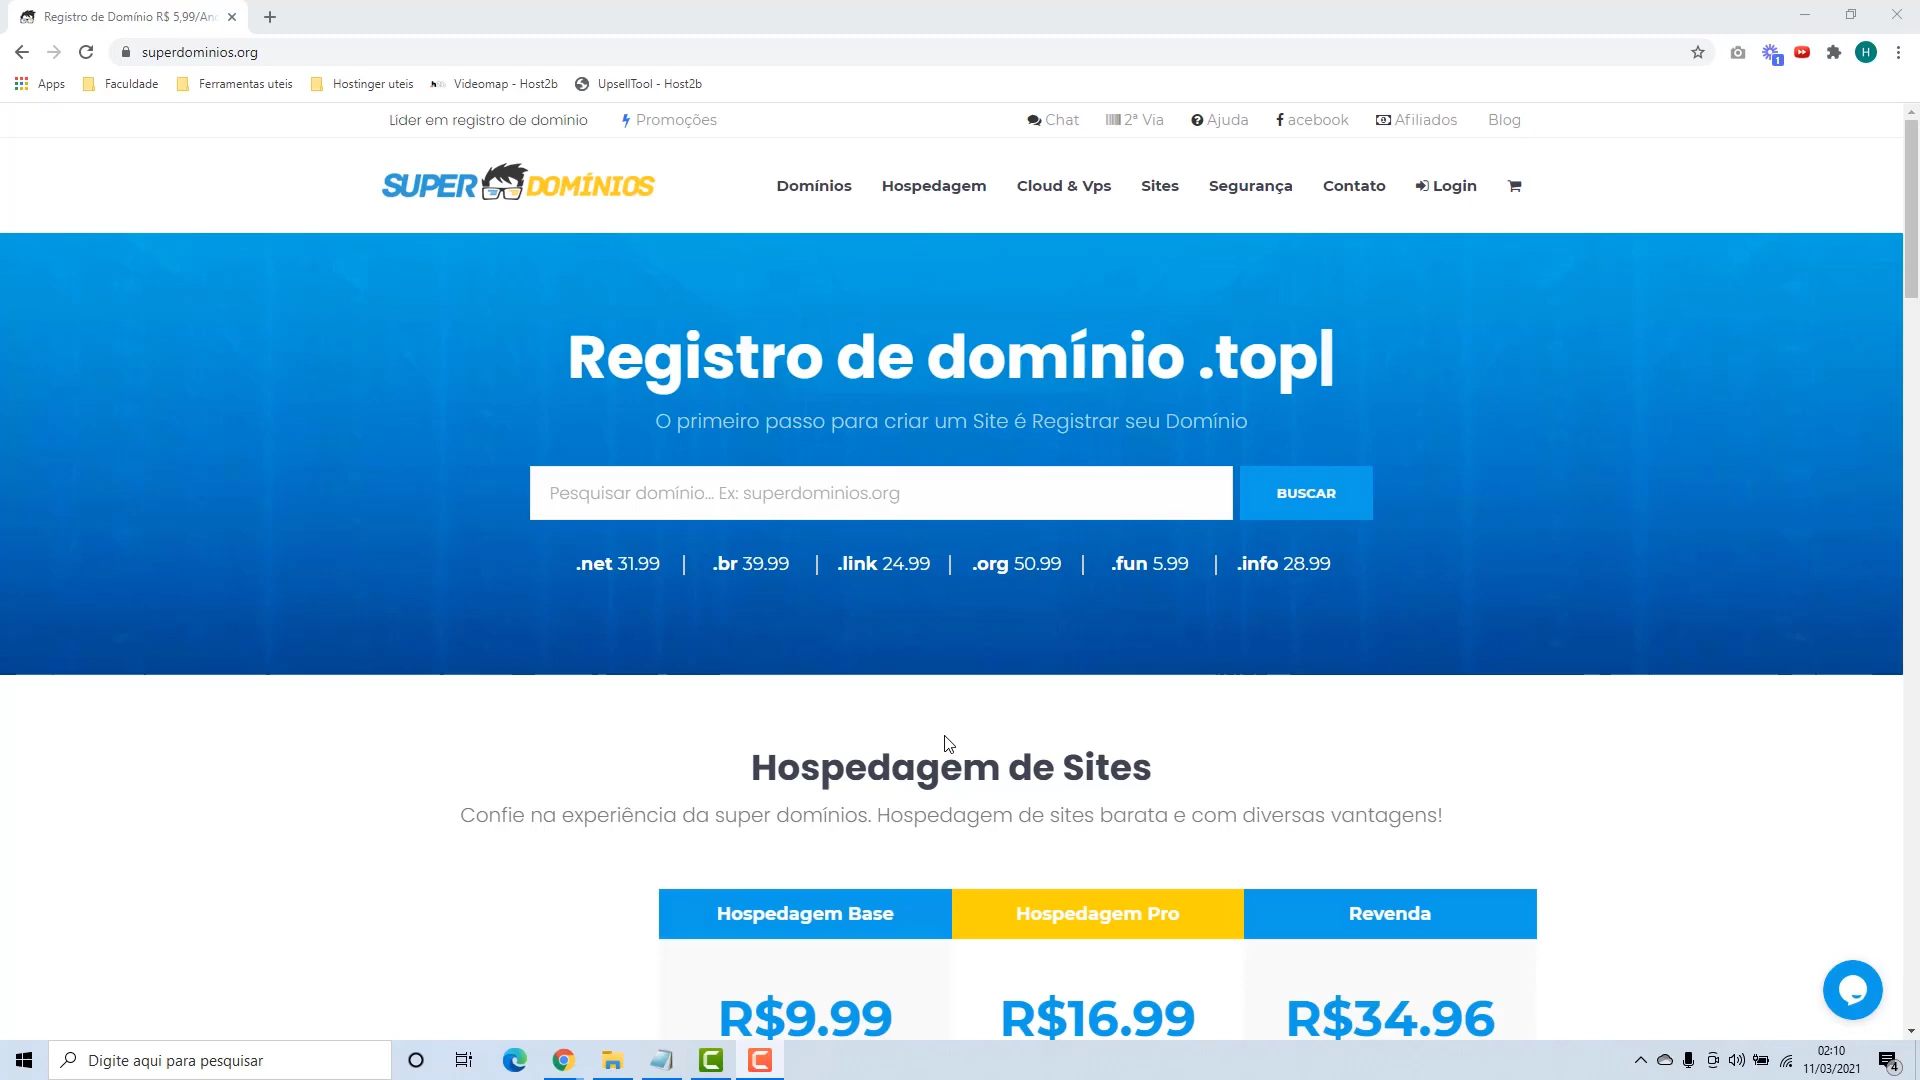 Registro de Domínio R$ 5,99/Ano
superdominios.org
H
1
Apps
Faculdade
Ferramentas uteis
Hostinger uteis
Videomap - Host2b
UpsellTool - Host2b
Líder em registro de domínio
Promoções
Chat
2ª Via
Ajuda
facebook
Afiliados
Blog
SUPER DOMÍNIOS
Domínios
Hospedagem
Cloud & Vps
Sites
Segurança
Contato
Login
Registro de domínio .top|
O primeiro passo para criar um Site é Registrar seu Domínio
Pesquisar domínio... Ex: superdominios.org
BUSCAR
.net 31.99 | .br 39.99 | .link 24.99 | .org 50.99 | .fun 5.99 | .info 28.99
Hospedagem de Sites
Confie na experiência da super domínios. Hospedagem de sites barata e com diversas vantagens!
Hospedagem Base
Hospedagem Pro
Revenda
R$9.99
R$16.99
R$34.96
Digite aqui para pesquisar
02:10
11/03/2021
4